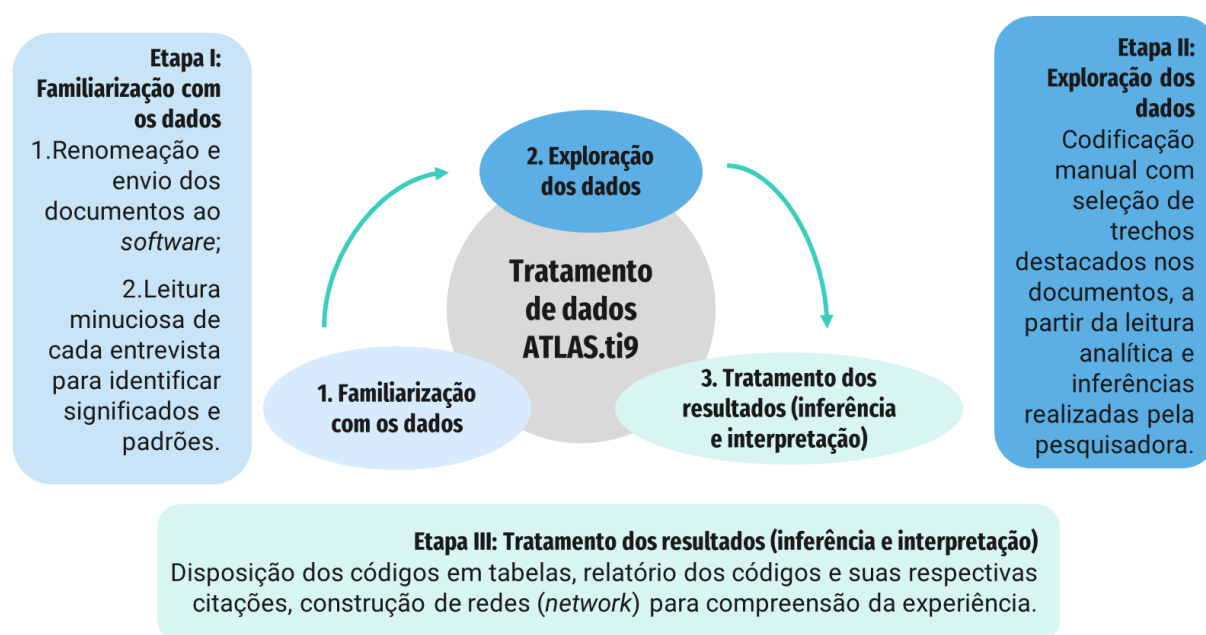 Etapa I:
Familiarização com
os dados
1.Renomeação e
envio dos
documentos ao
software;
2.Leitura
minuciosa de
cada entrevista
para identificar
significados e
padrões.
2. Exploração
dos dados
Tratamento
de dados
ATLAS.ti9
1. Familiarização
com os dados
3. Tratamento dos
resultados (inferência
e interpretação)
Etapa II:
Exploração dos
dados
Codificação
manual com
seleção de
trechos
destacados nos
documentos, a
partir da leitura
analítica e
inferências
realizadas pela
pesquisadora.
Etapa III: Tratamento dos resultados (inferência e interpretação)
Disposição dos códigos em tabelas, relatório dos códigos e suas respectivas
citações, construção de redes (network) para compreensão da experiência.